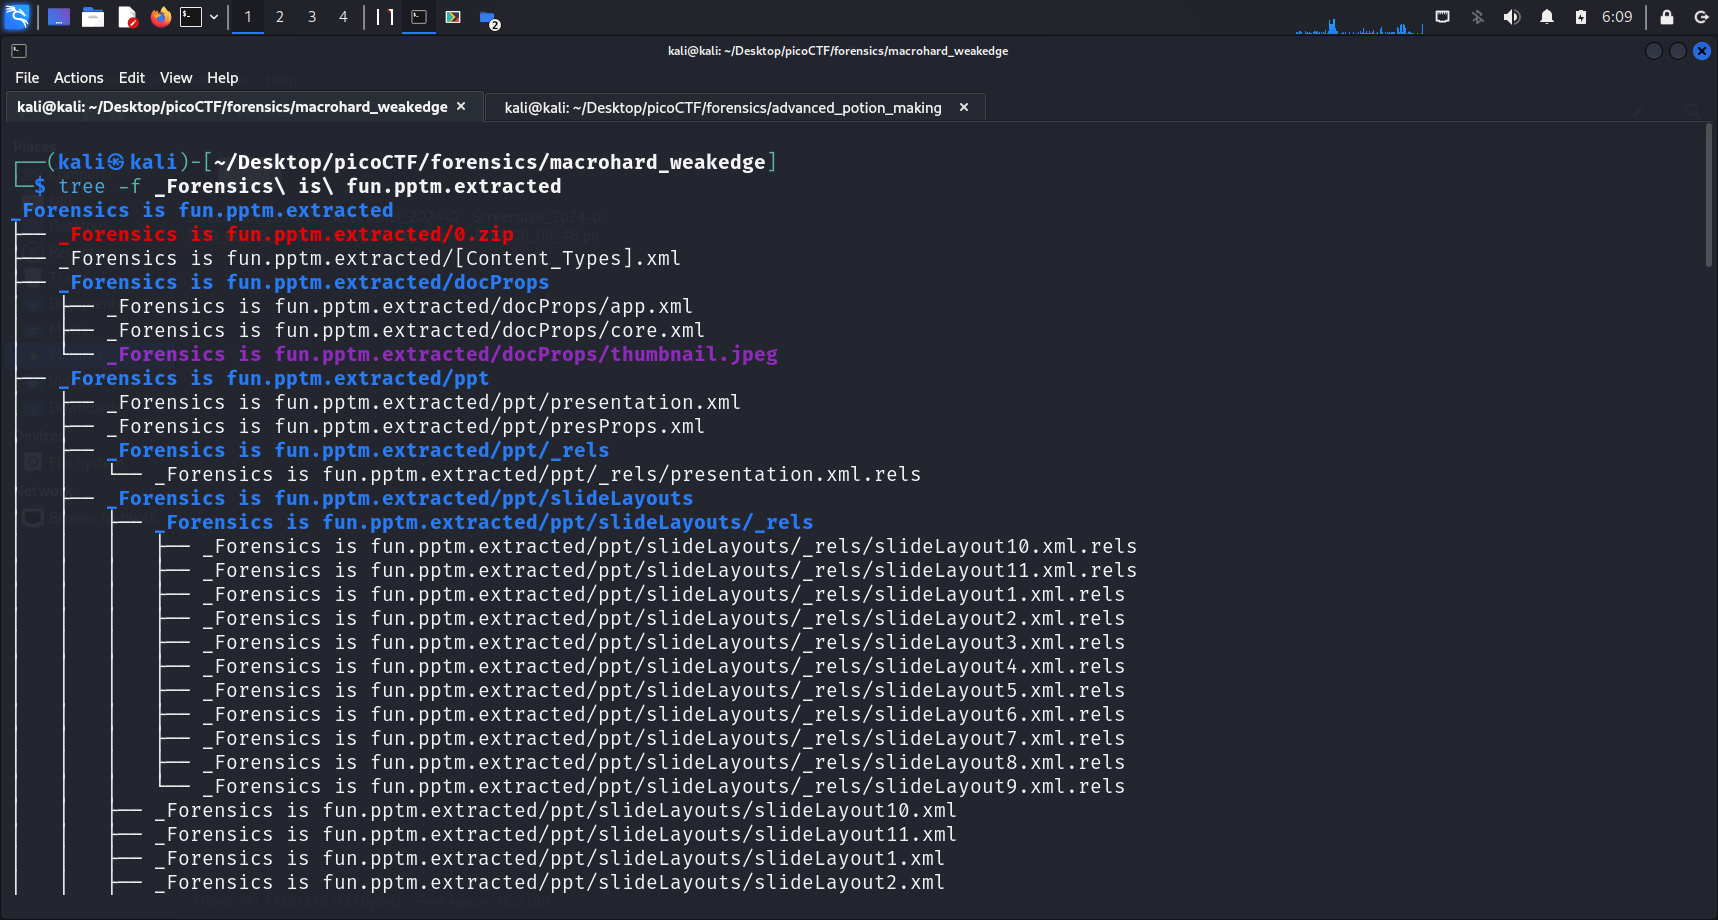 1 2 3 4
6:09
kali@kali: ~/Desktop/picoCTF/forensics/macrohard_weakedge
File Actions Edit View Help
kali@kali: ~/Desktop/picoCTF/forensics/macrohard_weakedge × kali@kali: ~/Desktop/picoCTF/forensics/advanced_potion_making ×
┌──(kali㉿kali)-[~/Desktop/picoCTF/forensics/macrohard_weakedge]
└─$ tree -f _Forensics\ is\ fun.pptm.extracted
_Forensics is fun.pptm.extracted
├── _Forensics is fun.pptm.extracted/0.zip
├── _Forensics is fun.pptm.extracted/[Content_Types].xml
├── _Forensics is fun.pptm.extracted/docProps
│   ├── _Forensics is fun.pptm.extracted/docProps/app.xml
│   ├── _Forensics is fun.pptm.extracted/docProps/core.xml
│   └── _Forensics is fun.pptm.extracted/docProps/thumbnail.jpeg
├── _Forensics is fun.pptm.extracted/ppt
│   ├── _Forensics is fun.pptm.extracted/ppt/presentation.xml
│   ├── _Forensics is fun.pptm.extracted/ppt/presProps.xml
│   ├── _Forensics is fun.pptm.extracted/ppt/_rels
│   │   └── _Forensics is fun.pptm.extracted/ppt/_rels/presentation.xml.rels
│   ├── _Forensics is fun.pptm.extracted/ppt/slideLayouts
│   │   ├── _Forensics is fun.pptm.extracted/ppt/slideLayouts/_rels
│   │   │   ├── _Forensics is fun.pptm.extracted/ppt/slideLayouts/_rels/slideLayout10.xml.rels
│   │   │   ├── _Forensics is fun.pptm.extracted/ppt/slideLayouts/_rels/slideLayout11.xml.rels
│   │   │   ├── _Forensics is fun.pptm.extracted/ppt/slideLayouts/_rels/slideLayout1.xml.rels
│   │   │   ├── _Forensics is fun.pptm.extracted/ppt/slideLayouts/_rels/slideLayout2.xml.rels
│   │   │   ├── _Forensics is fun.pptm.extracted/ppt/slideLayouts/_rels/slideLayout3.xml.rels
│   │   │   ├── _Forensics is fun.pptm.extracted/ppt/slideLayouts/_rels/slideLayout4.xml.rels
│   │   │   ├── _Forensics is fun.pptm.extracted/ppt/slideLayouts/_rels/slideLayout5.xml.rels
│   │   │   ├── _Forensics is fun.pptm.extracted/ppt/slideLayouts/_rels/slideLayout6.xml.rels
│   │   │   ├── _Forensics is fun.pptm.extracted/ppt/slideLayouts/_rels/slideLayout7.xml.rels
│   │   │   ├── _Forensics is fun.pptm.extracted/ppt/slideLayouts/_rels/slideLayout8.xml.rels
│   │   │   └── _Forensics is fun.pptm.extracted/ppt/slideLayouts/_rels/slideLayout9.xml.rels
│   │   ├── _Forensics is fun.pptm.extracted/ppt/slideLayouts/slideLayout10.xml
│   │   ├── _Forensics is fun.pptm.extracted/ppt/slideLayouts/slideLayout11.xml
│   │   ├── _Forensics is fun.pptm.extracted/ppt/slideLayouts/slideLayout1.xml
│   │   ├── _Forensics is fun.pptm.extracted/ppt/slideLayouts/slideLayout2.xml